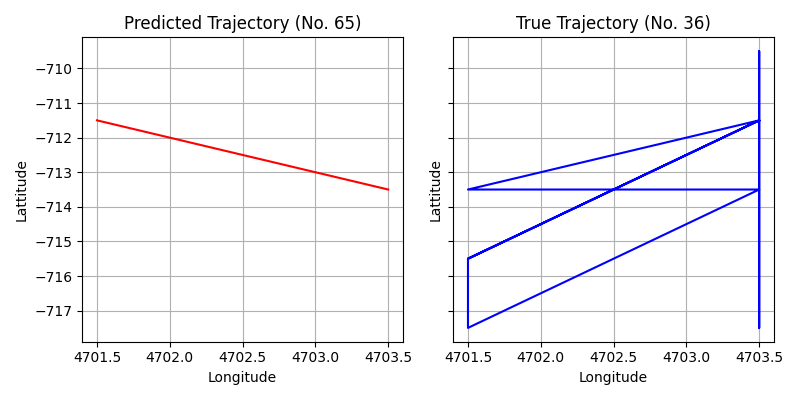 Predicted Trajectory (No. 65)
True Trajectory (No. 36)
−710
−711
−712
−713
−714
−715
−716
−717
Lattitude
Lattitude
4701.5 4702.0 4702.5 4703.0 4703.5
4701.5 4702.0 4702.5 4703.0 4703.5
Longitude
Longitude